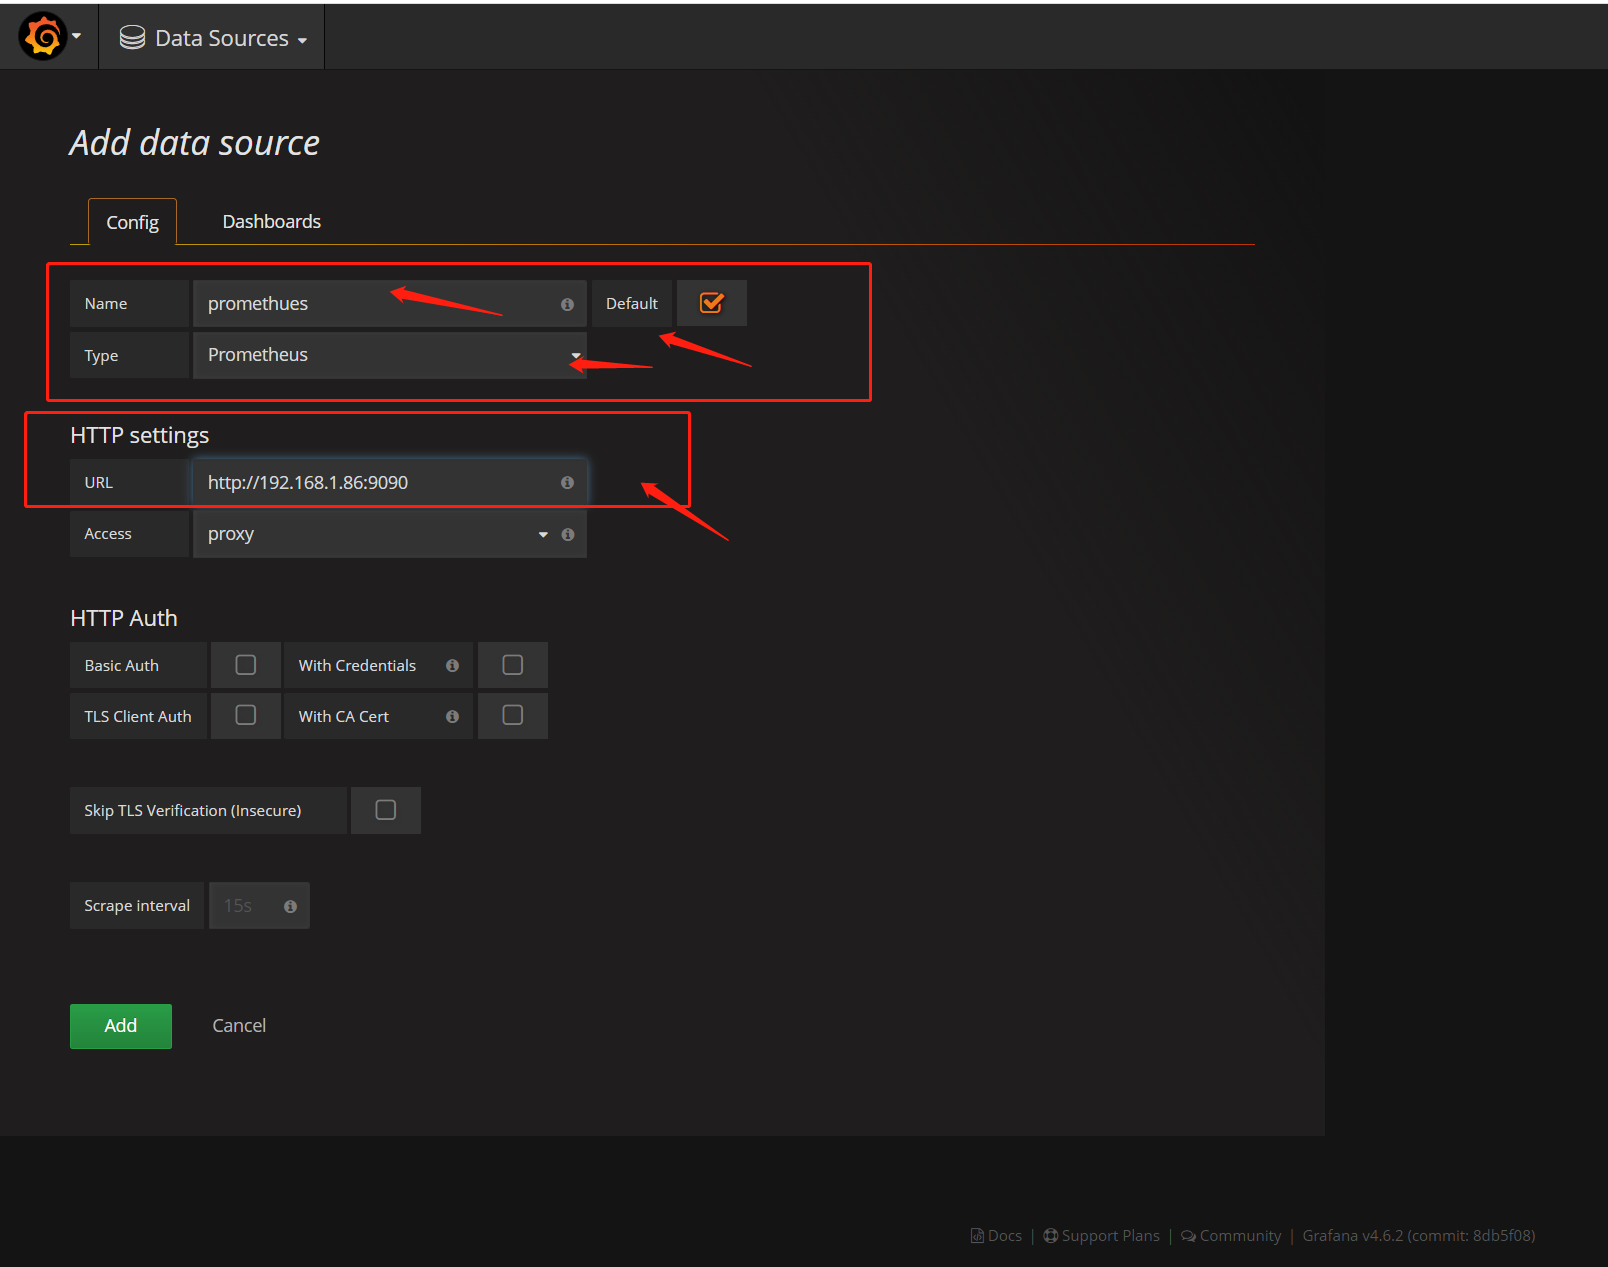 Data Sources
Add data source
Config Dashboards
Name promethues Default
Type Prometheus
HTTP settings
URL http://192.168.1.86:9090
Access proxy
HTTP Auth
Basic Auth With Credentials
TLS Client Auth With CA Cert
Skip TLS Verification (Insecure)
Scrape interval 15s
Add Cancel
Docs | Support Plans | Community | Grafana v4.6.2 (commit: 8db5f08)